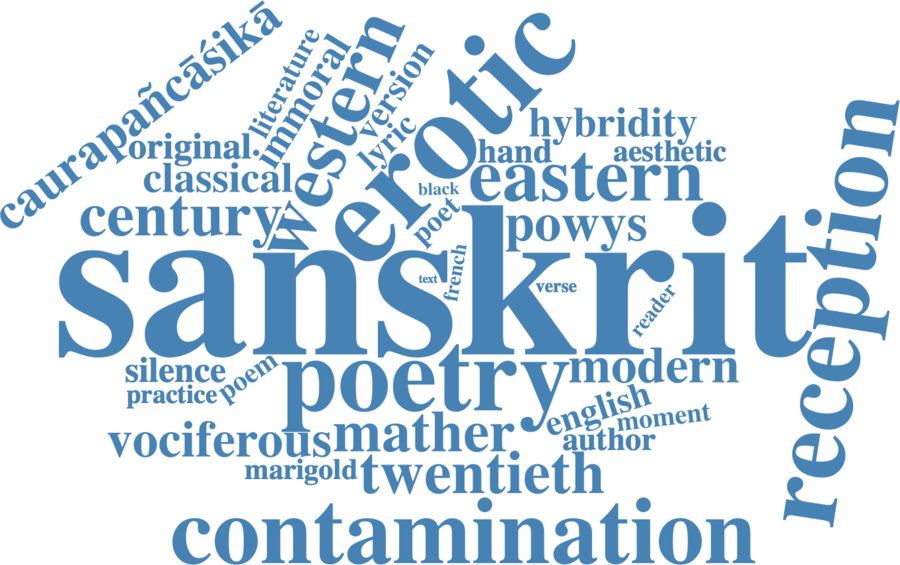 caurapañcāśikā
literature
immoral
western
version
lyric
erotic
original.
classical
century
hybridity
hand
aesthetic
eastern
black
poet
powys
sanskrit
text
french
verse
reader
reception
silence
practice
poem
poetry
modern
english
moment
author
vociferous
mather
marigold
twentieth
contamination